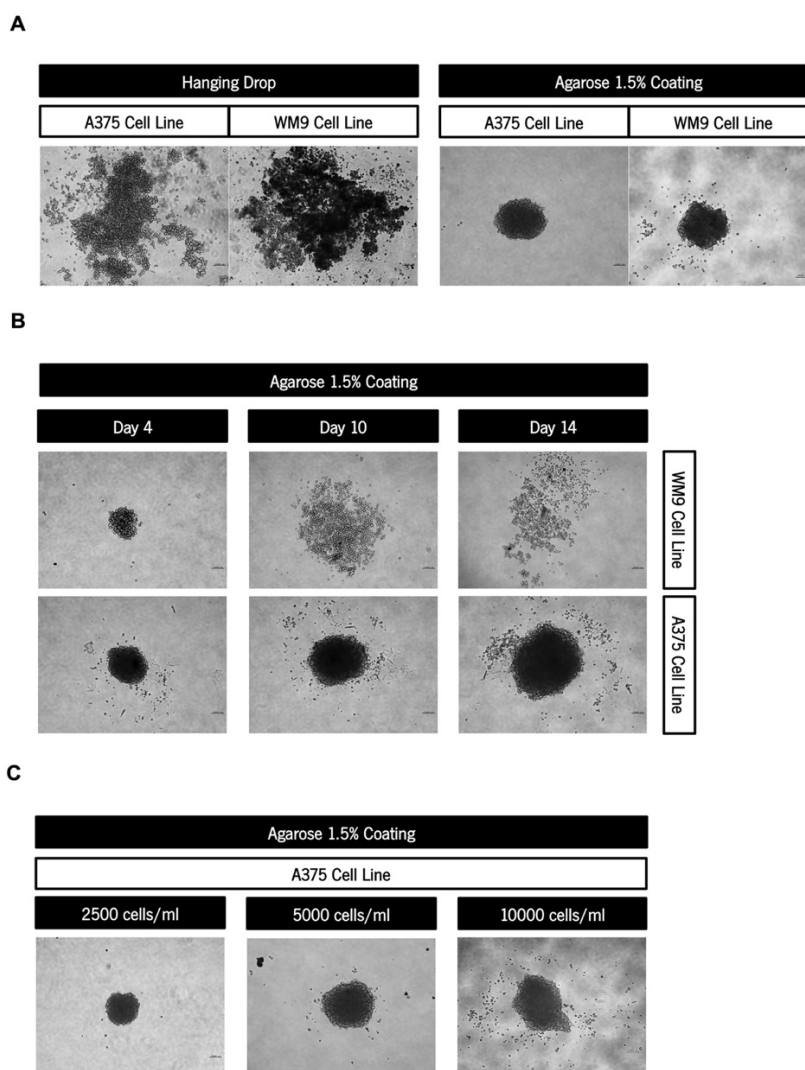 A
Hanging Drop
Agarose 1.5% Coating
A375 Cell Line
WM9 Cell Line
A375 Cell Line
WM9 Cell Line
B
Agarose 1.5% Coating
Day 4
Day 10
Day 14
WM9 Cell Line
A375 Cell Line
C
Agarose 1.5% Coating
A375 Cell Line
2500 cells/ml
5000 cells/ml
10000 cells/ml